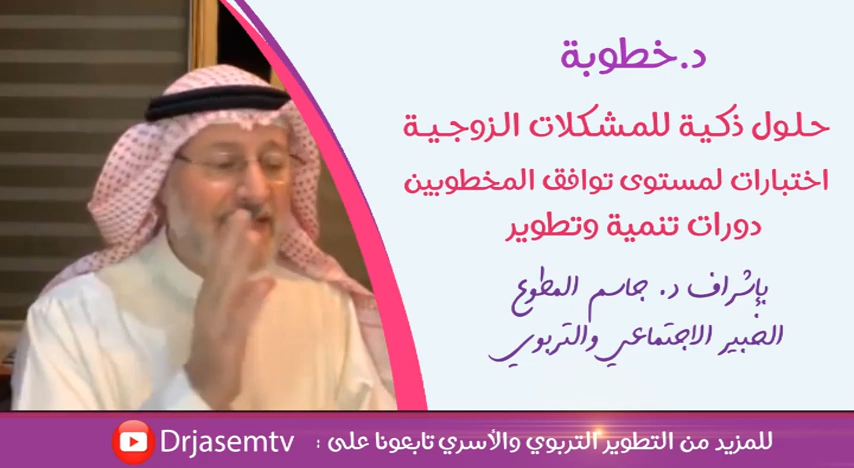 د.خطوبة
حلول ذكية للمشكلات الزوجية
اختبارات لمستوى توافق المخطوبين
دورات تنمية وتطوير
بإشراف د. جاسم المطوع
الخبير الاجتماعي والتربوي
للمزيد من التطوير التربوي والأسري تابعونا على : Drjasemtv